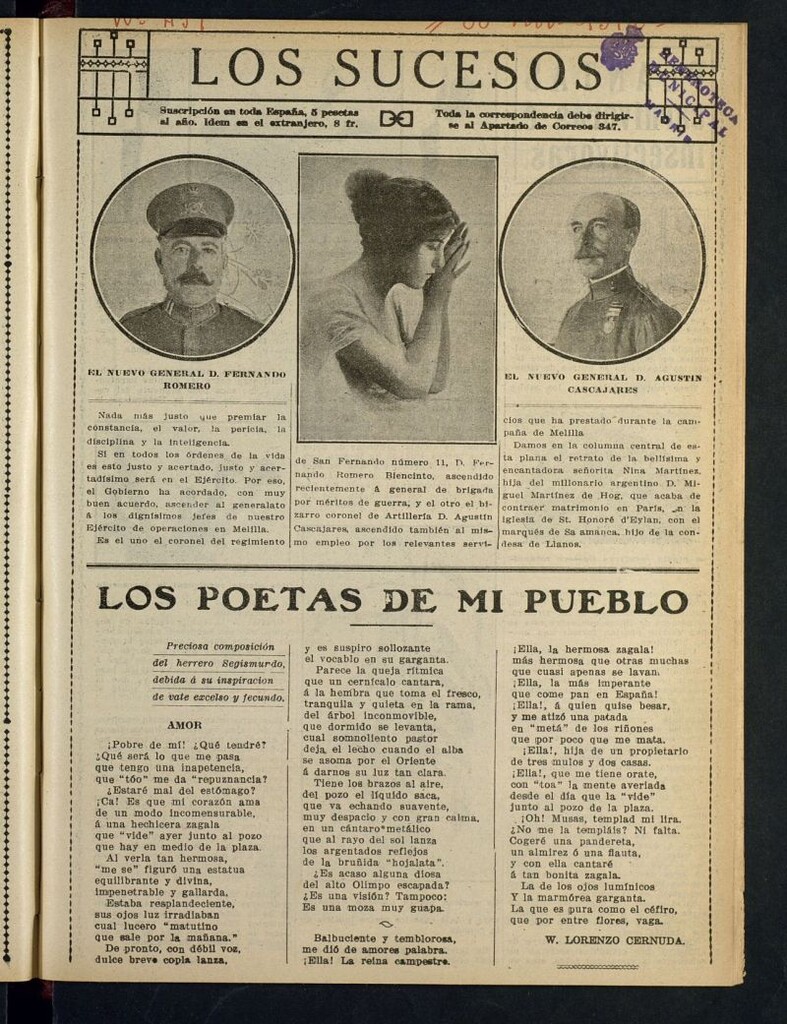 LOS SUCESOS
Suscripción en toda España, 5 pesetas
al año. Idem en el extranjero, 8 fr.
Toda la correspondencia debe dirigir-
se al Apartado de Correos 347.
HEMEROTECA
MUNICIPAL
MADRID
EL NUEVO GENERAL D. FERNANDO
ROMERO
EL NUEVO GENERAL D. AGUSTIN
CASCAJARES
Nada más justo que premiar la
constancia, el valor, la pericia, la
disciplina y la inteligencia.
Si en todos los órdenes de la vida
es esto justo y acertado, justo y acer-
tadísimo será en el Ejército. Por eso,
el Gobierno ha acordado, con muy
buen acuerdo, ascender al generalato
á los dignísimos jefes de nuestro
Ejército de operaciones en Melilla.
Es el uno el coronel del regimiento
de San Fernando número 11, D. Fer-
nando Romero Biencinto, ascendido
recientemente á general de brigada
por méritos de guerra, y el otro el bi-
zarro coronel de Artillería D. Agustín
Cascajares, ascendido también al mis-
mo empleo por los relevantes servi-
cios que ha prestado durante la cam-
paña de Melilla
Damos en la columna central de es-
ta plana el retrato de la bellísima y
encantadora señorita Nina Martínez,
hija del millonario argentino D. Mi-
guel Martínez de Hog, que acaba de
contraer matrimonio en París, en la
iglesia de St. Honoré d'Eylan, con el
marqués de Sa amanca, hijo de la con-
desa de Llanos.
LOS POETAS DE MI PUEBLO
Preciosa composición
del herrero Segismurdo,
debida á su inspiracion
de vate excelso y fecundo.
AMOR
¡Pobre de mí! ¿Qué tendré?
¿Qué será lo que me pasa
que tengo una inapetencia,
que "tóo" me da "repuznancia?
¿Estaré mal del estómago?
¡Ca! Es que mi corazón ama
de un modo incomensurable,
á una hechicera zagala
que "vide" ayer junto al pozo
que hay en medio de la plaza.
Al verla tan hermosa,
"me se" figuró una estatua
equilibrante y divina,
impenetrable y gallarda.
Estaba resplandeciente,
sus ojos luz irradiaban
cual lucero "matutino
que sale por la mañana."
De pronto, con débil voz,
dulce breve copla lanza,
y es suspiro sollozante
el vocablo en su garganta.
Parece la queja rítmica
que un cernícalo cantara,
á la hembra que toma el fresco,
tranquila y quieta en la rama,
del árbol inconmovible,
que dormido se levanta,
cual somnoliento pastor
deja el lecho cuando el alba
se asoma por el Oriente
á darnos su luz tan clara.
Tiene los brazos al aire,
del pozo el líquido saca,
que va echando suavente,
muy despacio y con gran calma,
en un cántaro metálico
que al rayo del sol lanza
los argentados reflejos
de la bruñida "hojalata".
¿Es acaso alguna diosa
del alto Olimpo escapada?
¿Es una visión? Tampoco:
Es una moza muy guapa.
Balbuciente y temblorosa,
me dió de amores palabra.
¡Ella! La reina campestre.
¡Ella, la hermosa zagala!
más hermosa que otras muchas
que cuasi apenas se lavan.
¡Ella, la más imperante
que come pan en España!
¡Ella!, á quien quise besar,
y me atizó una patada
en "metá" de los riñones
que por poco que me mata.
¡Ella!, hija de un propietario
de tres mulos y dos casas.
¡Ella!, que me tiene orate,
con "toa" la mente averiada
desde el día que la "vide"
junto al pozo de la plaza.
¡Oh! Musas, templad mi lira.
¿No me la templáis? Ni falta.
Cogeré una pandereta,
un almirez ó una flauta,
y con ella cantaré
á tan bonita zagala.
La de los ojos lumínicos
Y la marmórea garganta.
La que es pura como el céfiro,
que por entre flores, vaga.
W. LORENZO CERNUDA.